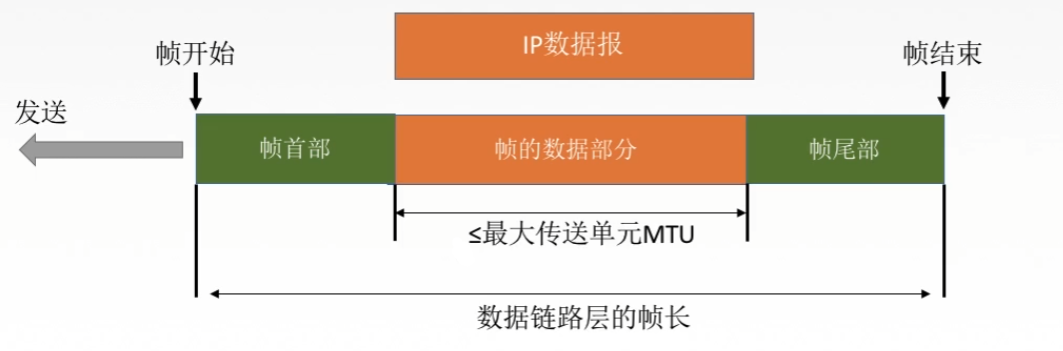 IP数据报
帧开始
帧结束
发送
帧首部
帧的数据部分
帧尾部
≤最大传送单元MTU
数据链路层的帧长